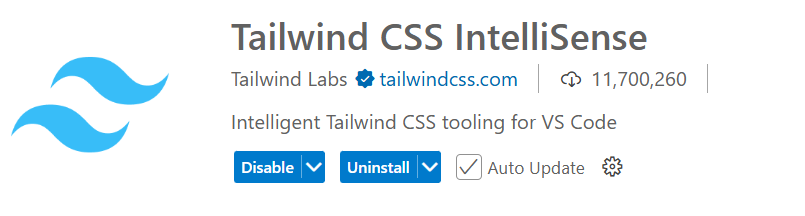 Tailwind CSS IntelliSense
Tailwind Labs tailwindcss.com 11,700,260
Intelligent Tailwind CSS tooling for VS Code
Disable Uninstall Auto Update